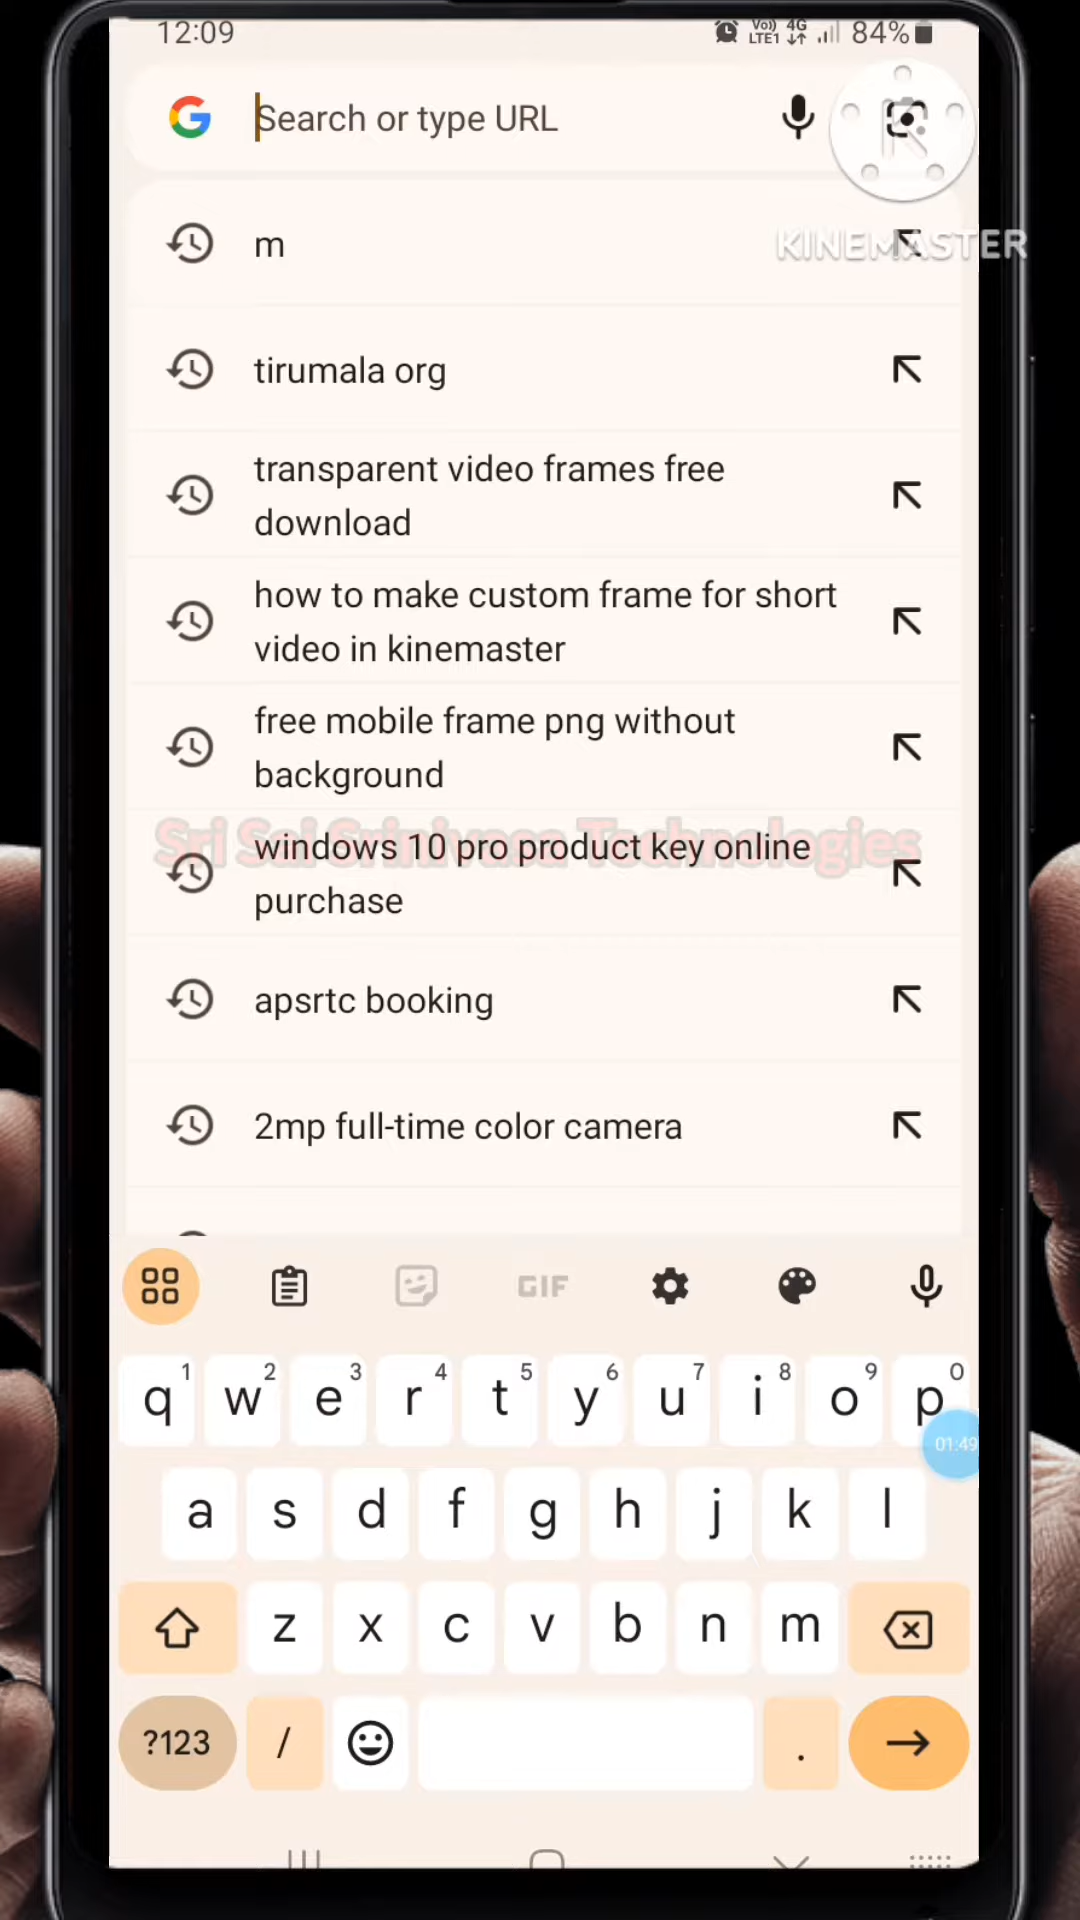 12:09
Vo)) 4G
LTE1
84%
Search or type URL
m
KINEMASTER
tirumala org
transparent video frames free
download
how to make custom frame for short
video in kinemaster
free mobile frame png without
background
Sri Sai Srinivasa Technologies
windows 10 pro product key online
purchase
apsrtc booking
2mp full-time color camera
GIF
1 2 3 4 5 6 7 8 9 0
q w e r t y u i o p
01:49
a s d f g h j k l
z x c v b n m
?123 / .